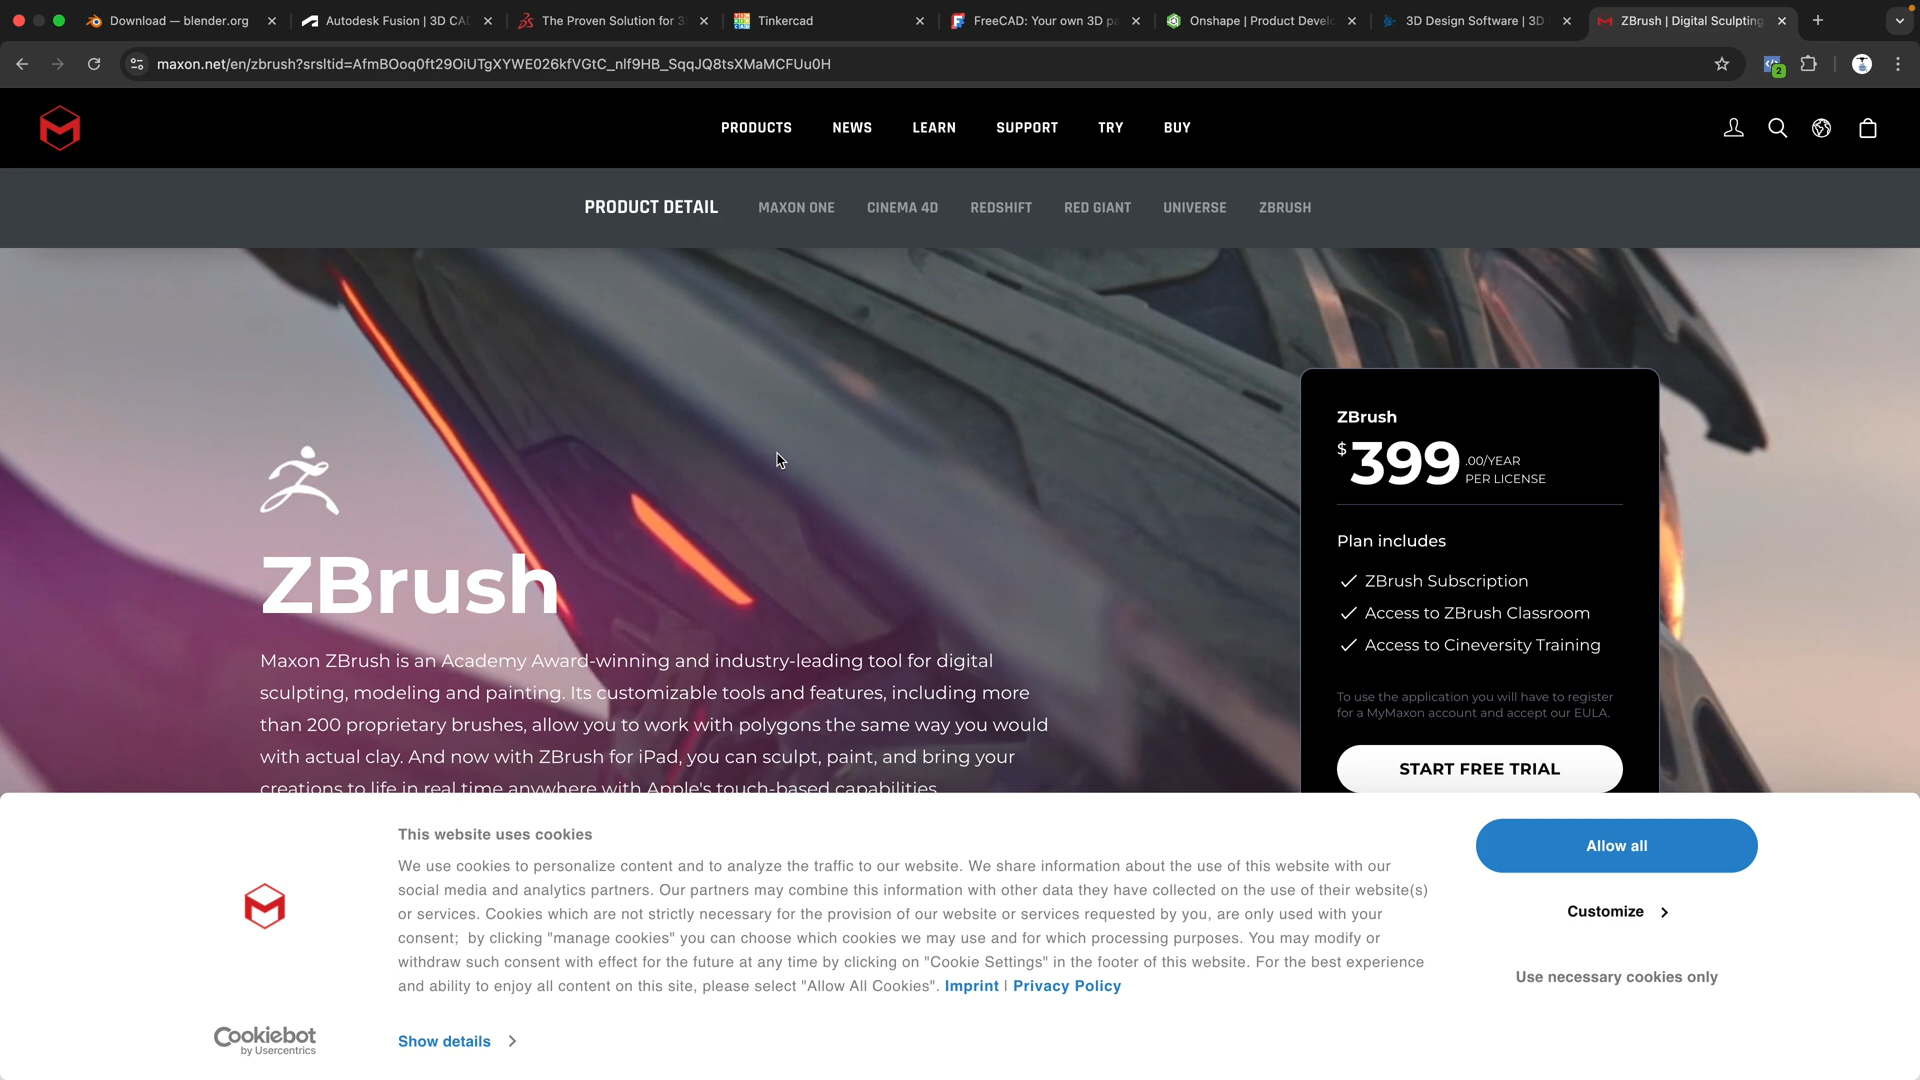 Download — blender.org
Autodesk Fusion | 3D CA
The Proven Solution for 3
Tinkercad
FreeCAD: Your own 3D pa
Onshape | Product Develo
3D Design Software | 3D
ZBrush | Digital Sculpting
maxon.net/en/zbrush?srsltid=AfmBOoq0ft29OiUTgXYWE026kfVGtC_nlf9HB_SqqJQ8tsXMaMCFUu0H
2
PRODUCTS
NEWS
LEARN
SUPPORT
TRY
BUY
PRODUCT DETAIL
MAXON ONE
CINEMA 4D
REDSHIFT
RED GIANT
UNIVERSE
ZBRUSH
ZBrush
Maxon ZBrush is an Academy Award-winning and industry-leading tool for digital
sculpting, modeling and painting. Its customizable tools and features, including more
than 200 proprietary brushes, allow you to work with polygons the same way you would
with actual clay. And now with ZBrush for iPad, you can sculpt, paint, and bring your
creations to life in real time anywhere with Apple's touch-based capabilities.
ZBrush
$399.00/YEAR
PER LICENSE
Plan includes
ZBrush Subscription
Access to ZBrush Classroom
Access to Cineversity Training
To use the application you will have to register
for a MyMaxon account and accept our EULA.
START FREE TRIAL
This website uses cookies
We use cookies to personalize content and to analyze the traffic to our website. We share information about the use of this website with our
social media and analytics partners. Our partners may combine this information with other data they have collected on the use of their website(s)
or services. Cookies which are not strictly necessary for the provision of our website or services requested by you, are only used with your
consent;  by clicking "manage cookies" you can choose which cookies we may use and for which processing purposes. You may modify or
withdraw such consent with effect for the future at any time by clicking on "Cookie Settings" in the footer of this website. For the best experience
and ability to enjoy all content on this site, please select "Allow All Cookies". Imprint | Privacy Policy
Show details
Cookiebot
by Usercentrics
Allow all
Customize
Use necessary cookies only